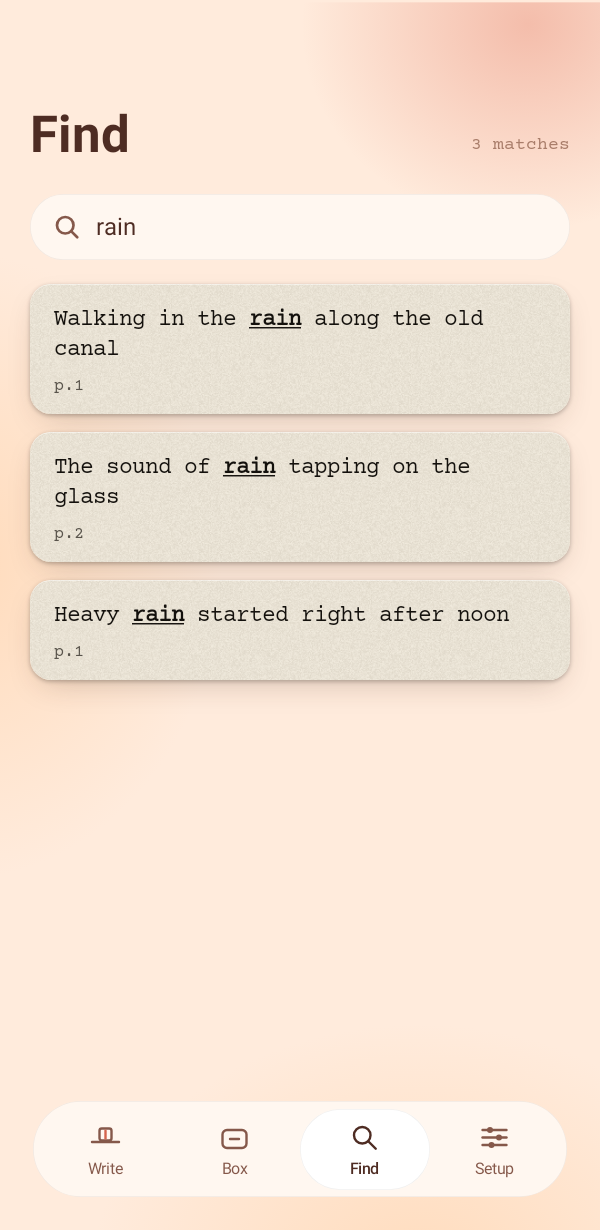 Find
3 matches
rain
Walking in the rain along the old
canal
p.1
The sound of rain tapping on the
glass
p.2
Heavy rain started right after noon
p.1
Write
Box
Find
Setup